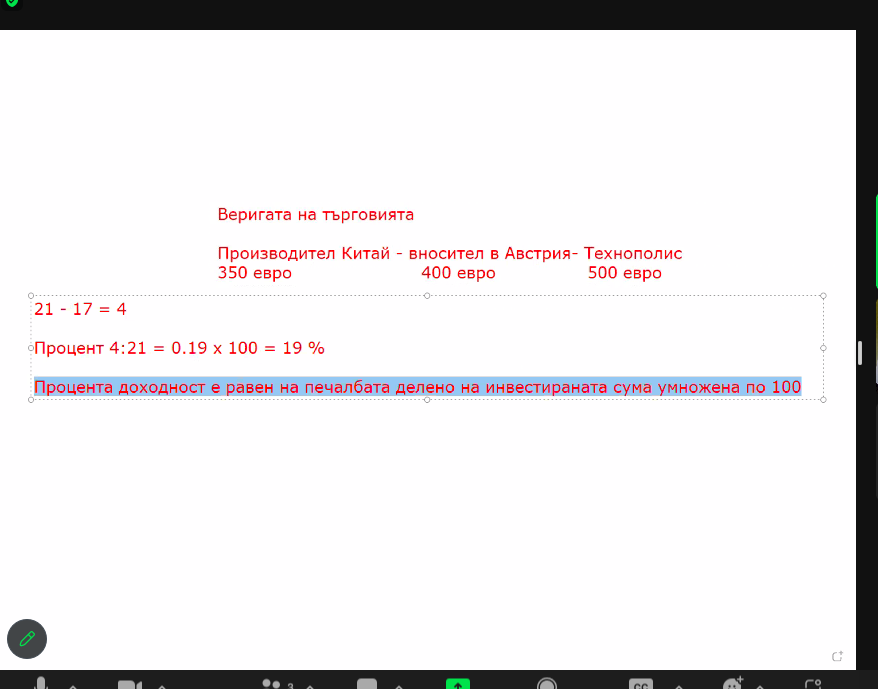 Веригата на търговията
Производител Китай - вносител в Австрия- Технополис
350 евро 400 евро 500 евро
21 - 17 = 4
Процент 4:21 = 0.19 х 100 = 19 %
Процента доходност е равен на печалбата делено на инвестираната сума умножена по 100